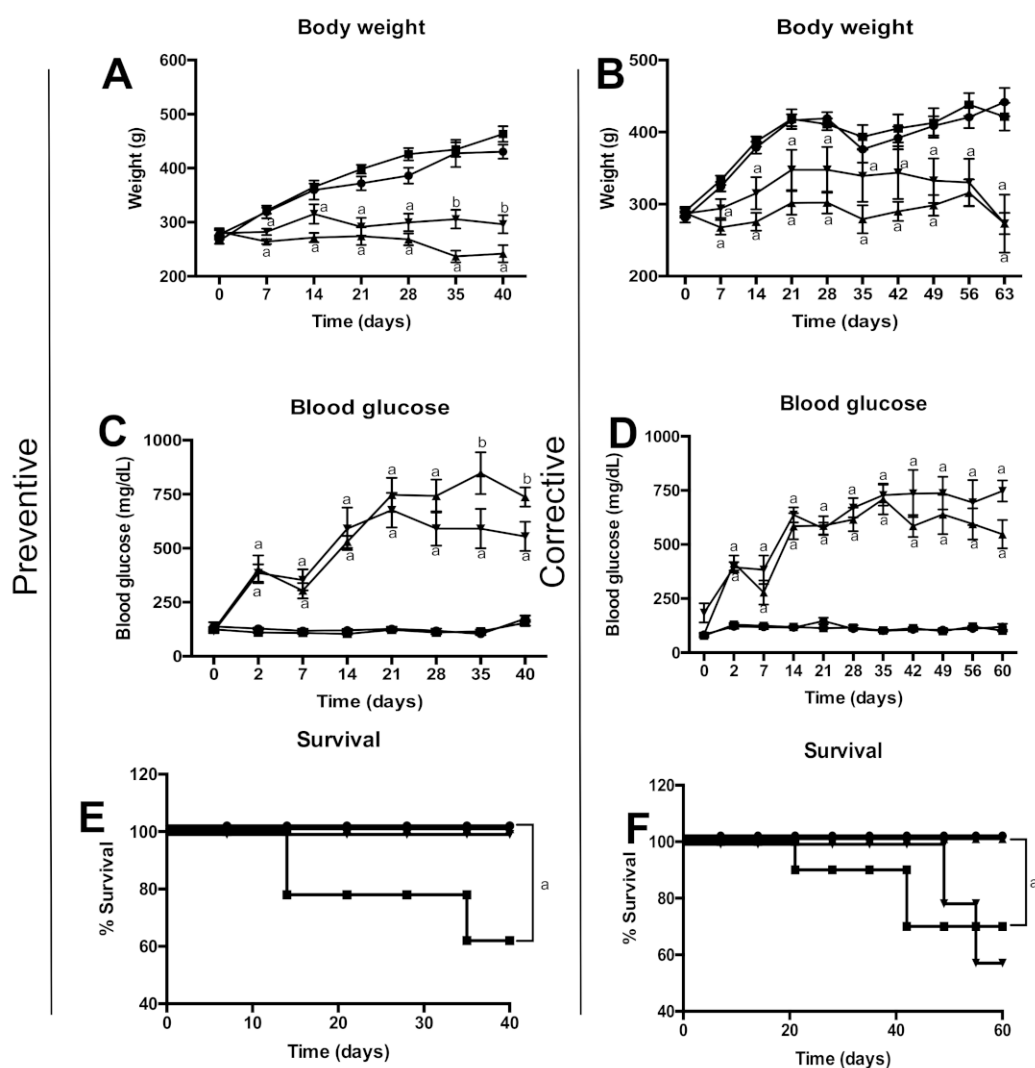 Preventive
Corrective
Body weight
A
600
500
400
300
200
Weight (g)
a a a a b b
a a a a a a
0 7 14 21 28 35 40
Time (days)
Body weight
B
500
400
300
200
Weight (g)
a a a a a a a a
a a a a a a a a
0 7 14 21 28 35 42 49 56 63
Time (days)
Blood glucose
C
1000
750
500
250
0
Blood glucose (mg/dL)
a a a a b b
a a a a a a a
0 2 7 14 21 28 35 40
Time (days)
Blood glucose
D
1000
750
500
250
0
Blood glucose (mg/dL)
a a a a a a a a a a
a a a a a a a a a a
0 2 7 14 21 28 35 42 49 56 60
Time (days)
Survival
E
120
100
80
60
40
% Survival
a
0 10 20 30 40
Time (days)
Survival
F
120
100
80
60
40
% Survival
a
0 20 40 60
Time (days)